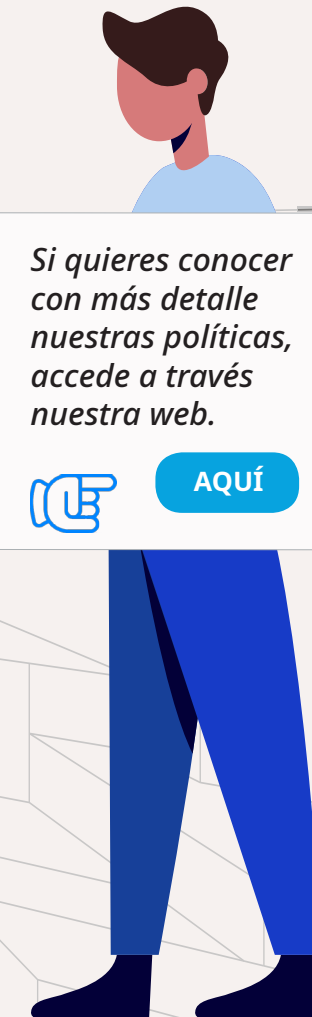 Si quieres conocer
con más detalle
nuestras políticas,
accede a través
nuestra web.
AQUÍ